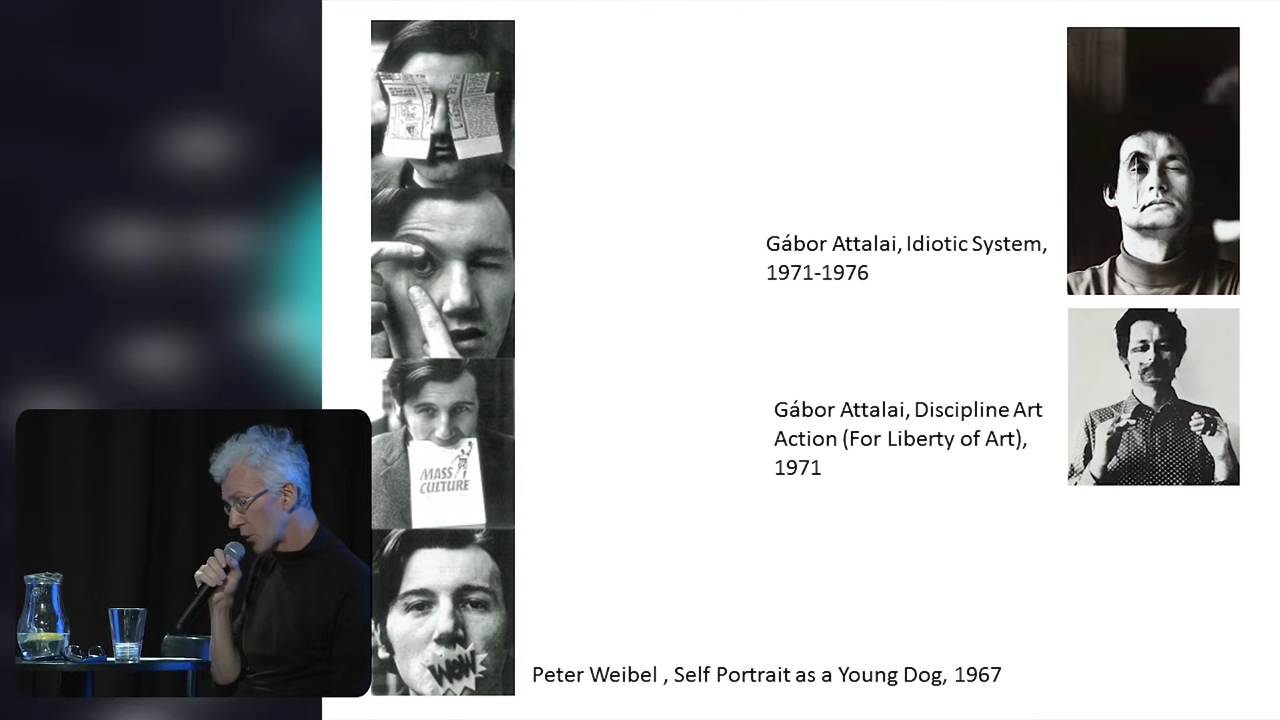 MASS
CULTURE
WOW
Gábor Attalai, Idiotic System,
1971-1976
Gábor Attalai, Discipline Art
Action (For Liberty of Art),
1971
Peter Weibel , Self Portrait as a Young Dog, 1967